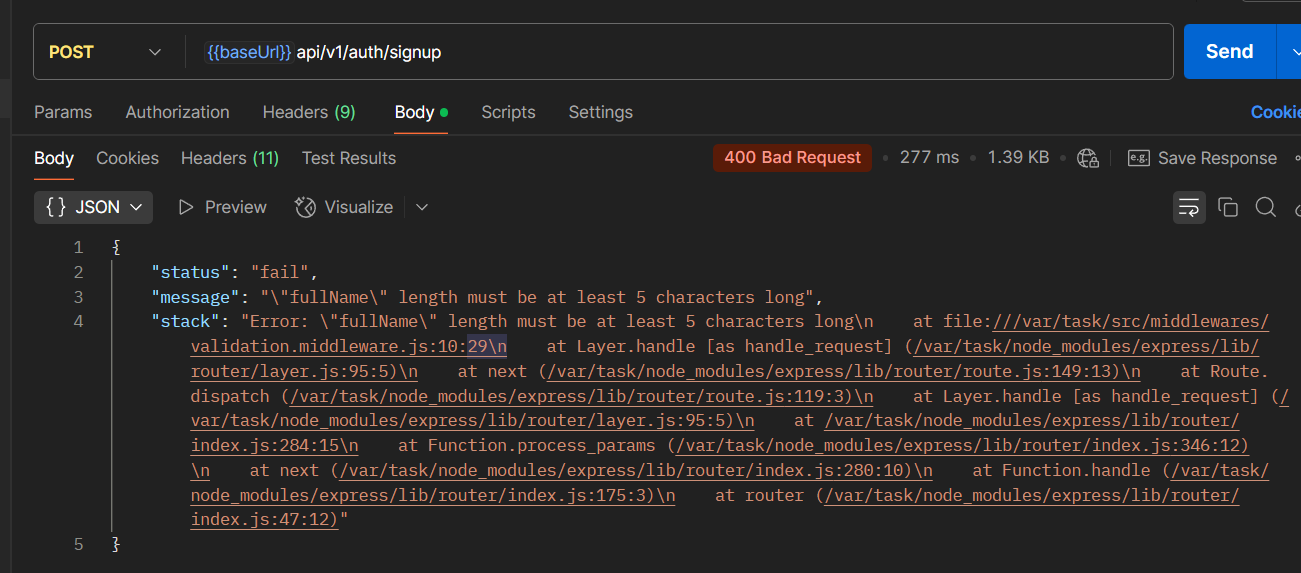 POST {{baseUrl}} api/v1/auth/signup Send
Params Authorization Headers (9) Body Scripts Settings
Body Cookies Headers (11) Test Results 400 Bad Request 277 ms 1.39 KB e.g. Save Response
{} JSON Preview Visualize
1 {
2 "status": "fail",
3 "message": "\"fullName\" length must be at least 5 characters long",
4 "stack": "Error: \"fullName\" length must be at least 5 characters long\n    at file:///var/task/src/middlewares/
validation.middleware.js:10:29\n    at Layer.handle [as handle_request] (/var/task/node_modules/express/lib/
router/layer.js:95:5)\n    at next (/var/task/node_modules/express/lib/router/route.js:149:13)\n    at Route.
dispatch (/var/task/node_modules/express/lib/router/route.js:119:3)\n    at Layer.handle [as handle_request] (/
var/task/node_modules/express/lib/router/layer.js:95:5)\n    at /var/task/node_modules/express/lib/router/
index.js:284:15\n    at Function.process_params (/var/task/node_modules/express/lib/router/index.js:346:12)
\n    at next (/var/task/node_modules/express/lib/router/index.js:280:10)\n    at Function.handle (/var/task/
node_modules/express/lib/router/index.js:175:3)\n    at router (/var/task/node_modules/express/lib/router/
index.js:47:12)"
5 }